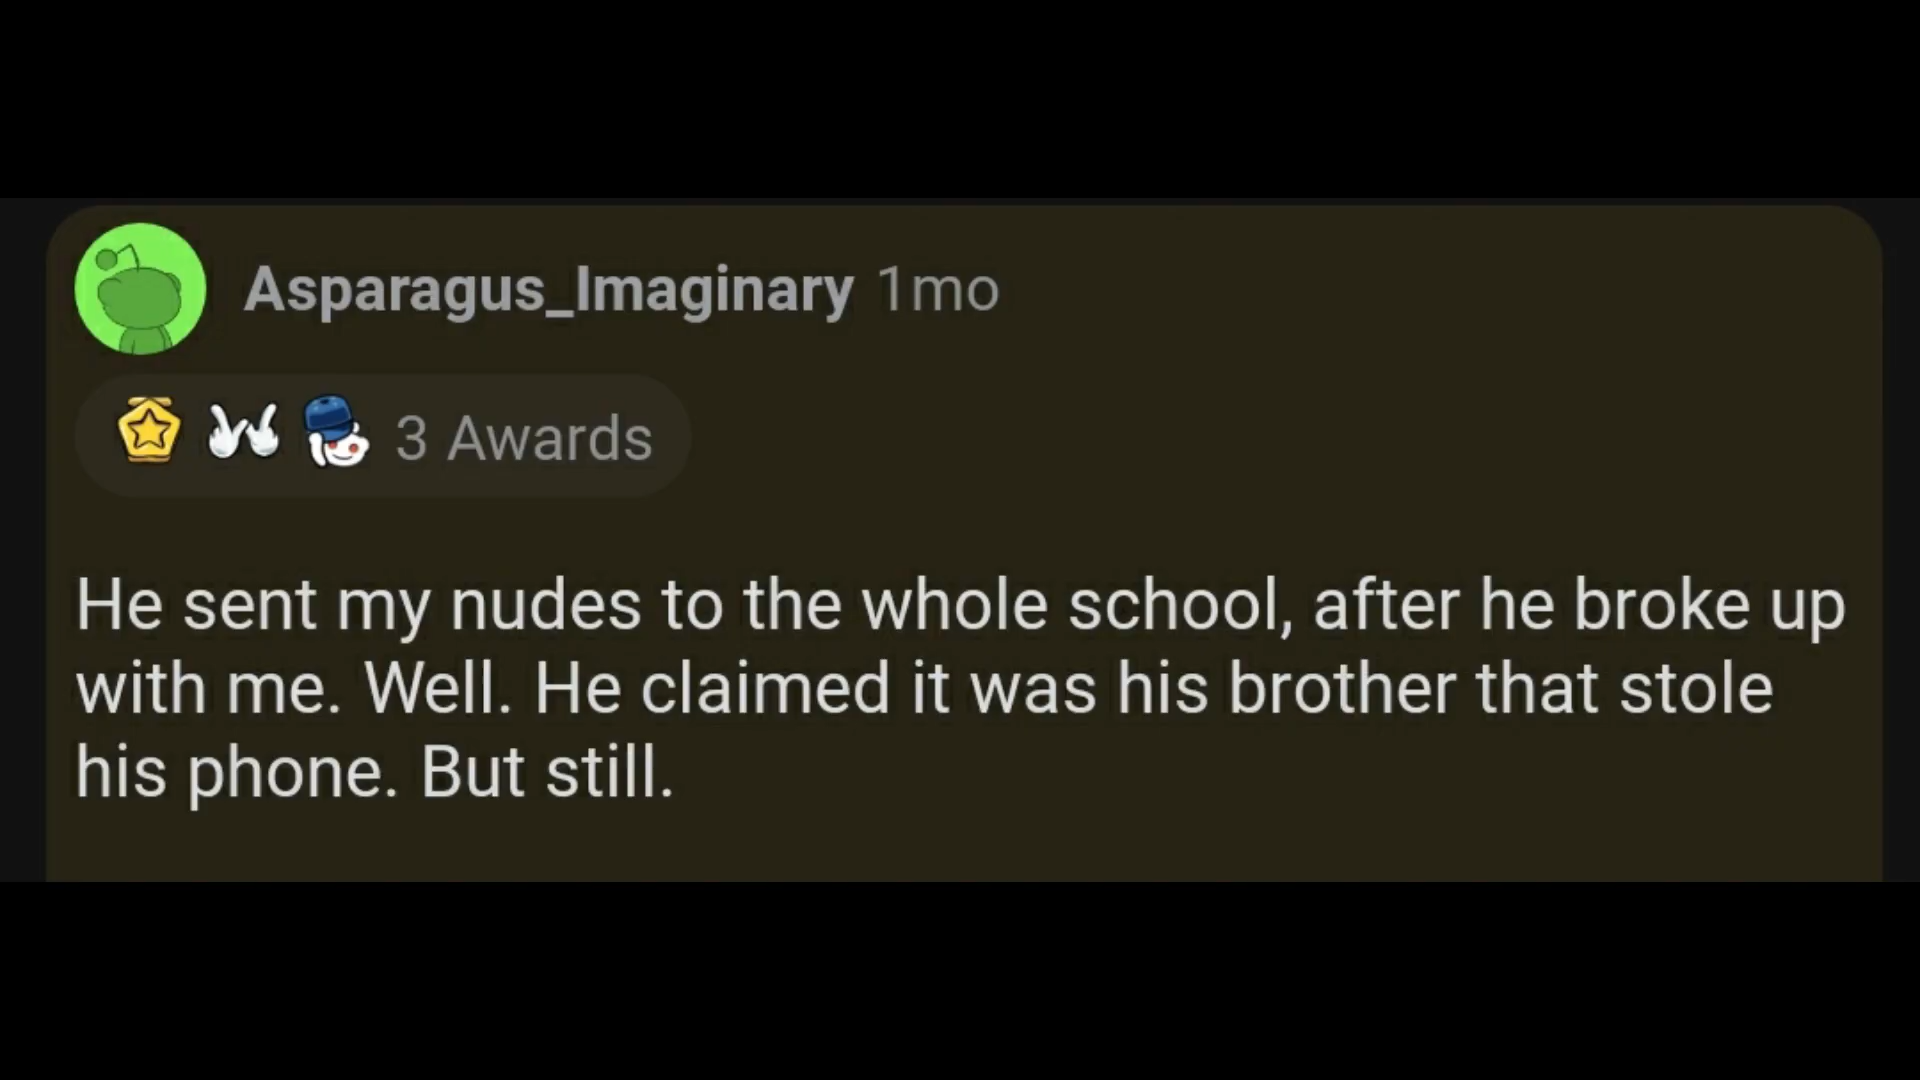 Asparagus_Imaginary 1mo
3 Awards
He sent my nudes to the whole school, after he broke up
with me. Well. He claimed it was his brother that stole
his phone. But still.